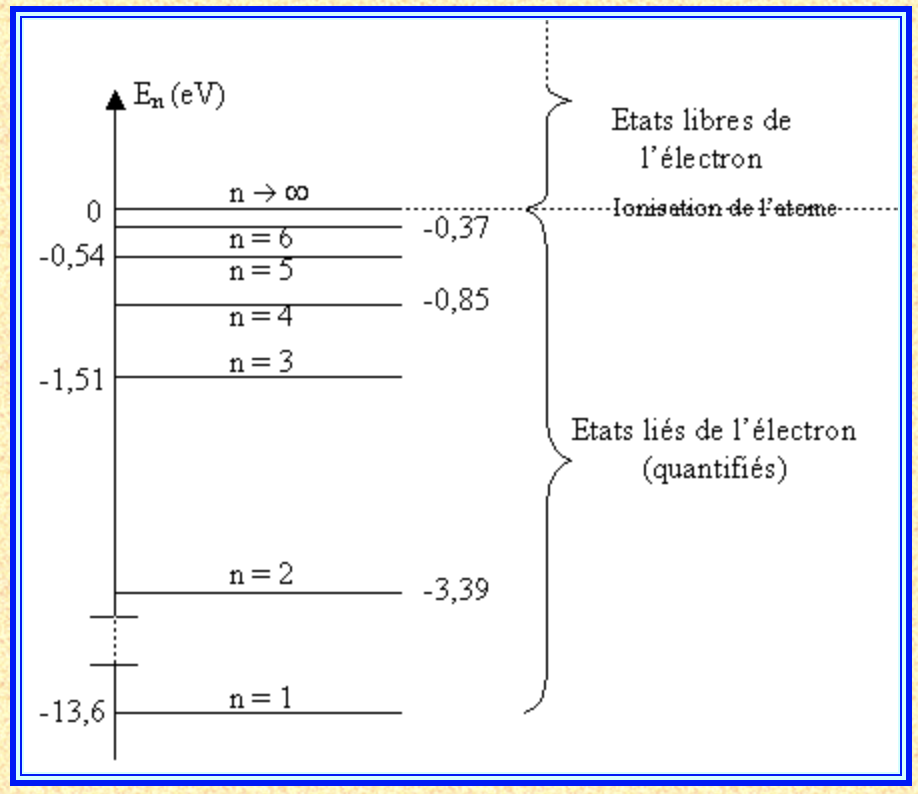 Eₙ (eV)
Etats libres de
l'électron
n → ∞
0
Ionisation de l'atome
-0,37
n = 6
-0,54
n = 5
-0,85
n = 4
n = 3
-1,51
Etats liés de l'électron
(quantifiés)
n = 2
-3,39
n = 1
-13,6